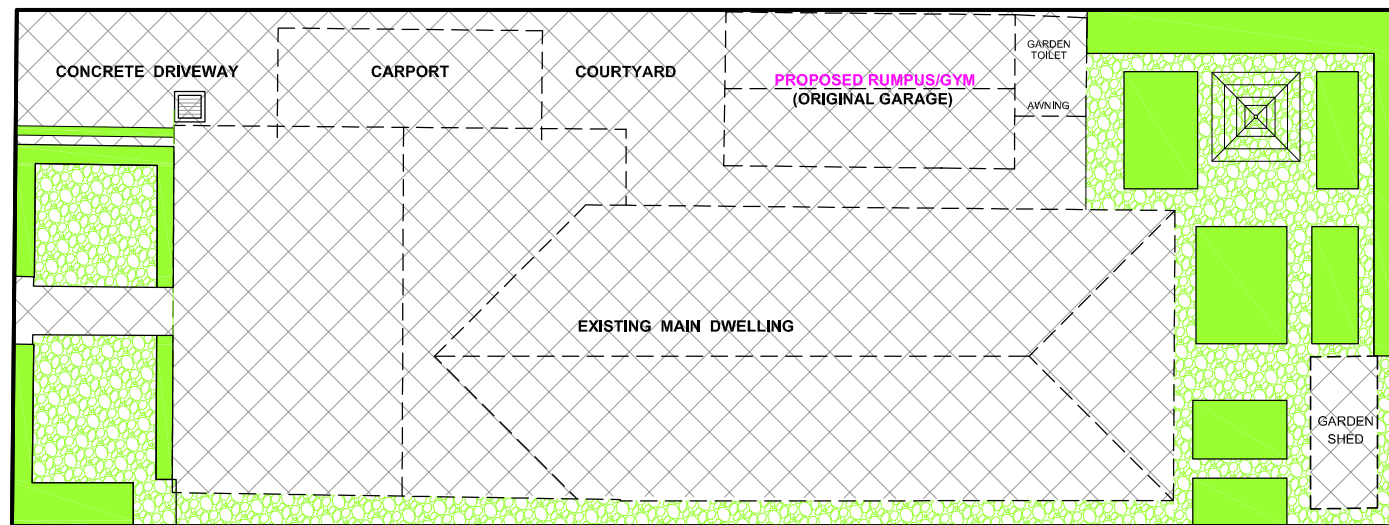 CONCRETE DRIVEWAY
CARPORT
COURTYARD
PROPOSED RUMPUS/GYM
(ORIGINAL GARAGE)
GARDEN
TOILET
AWNING
EXISTING MAIN DWELLING
GARDEN
SHED